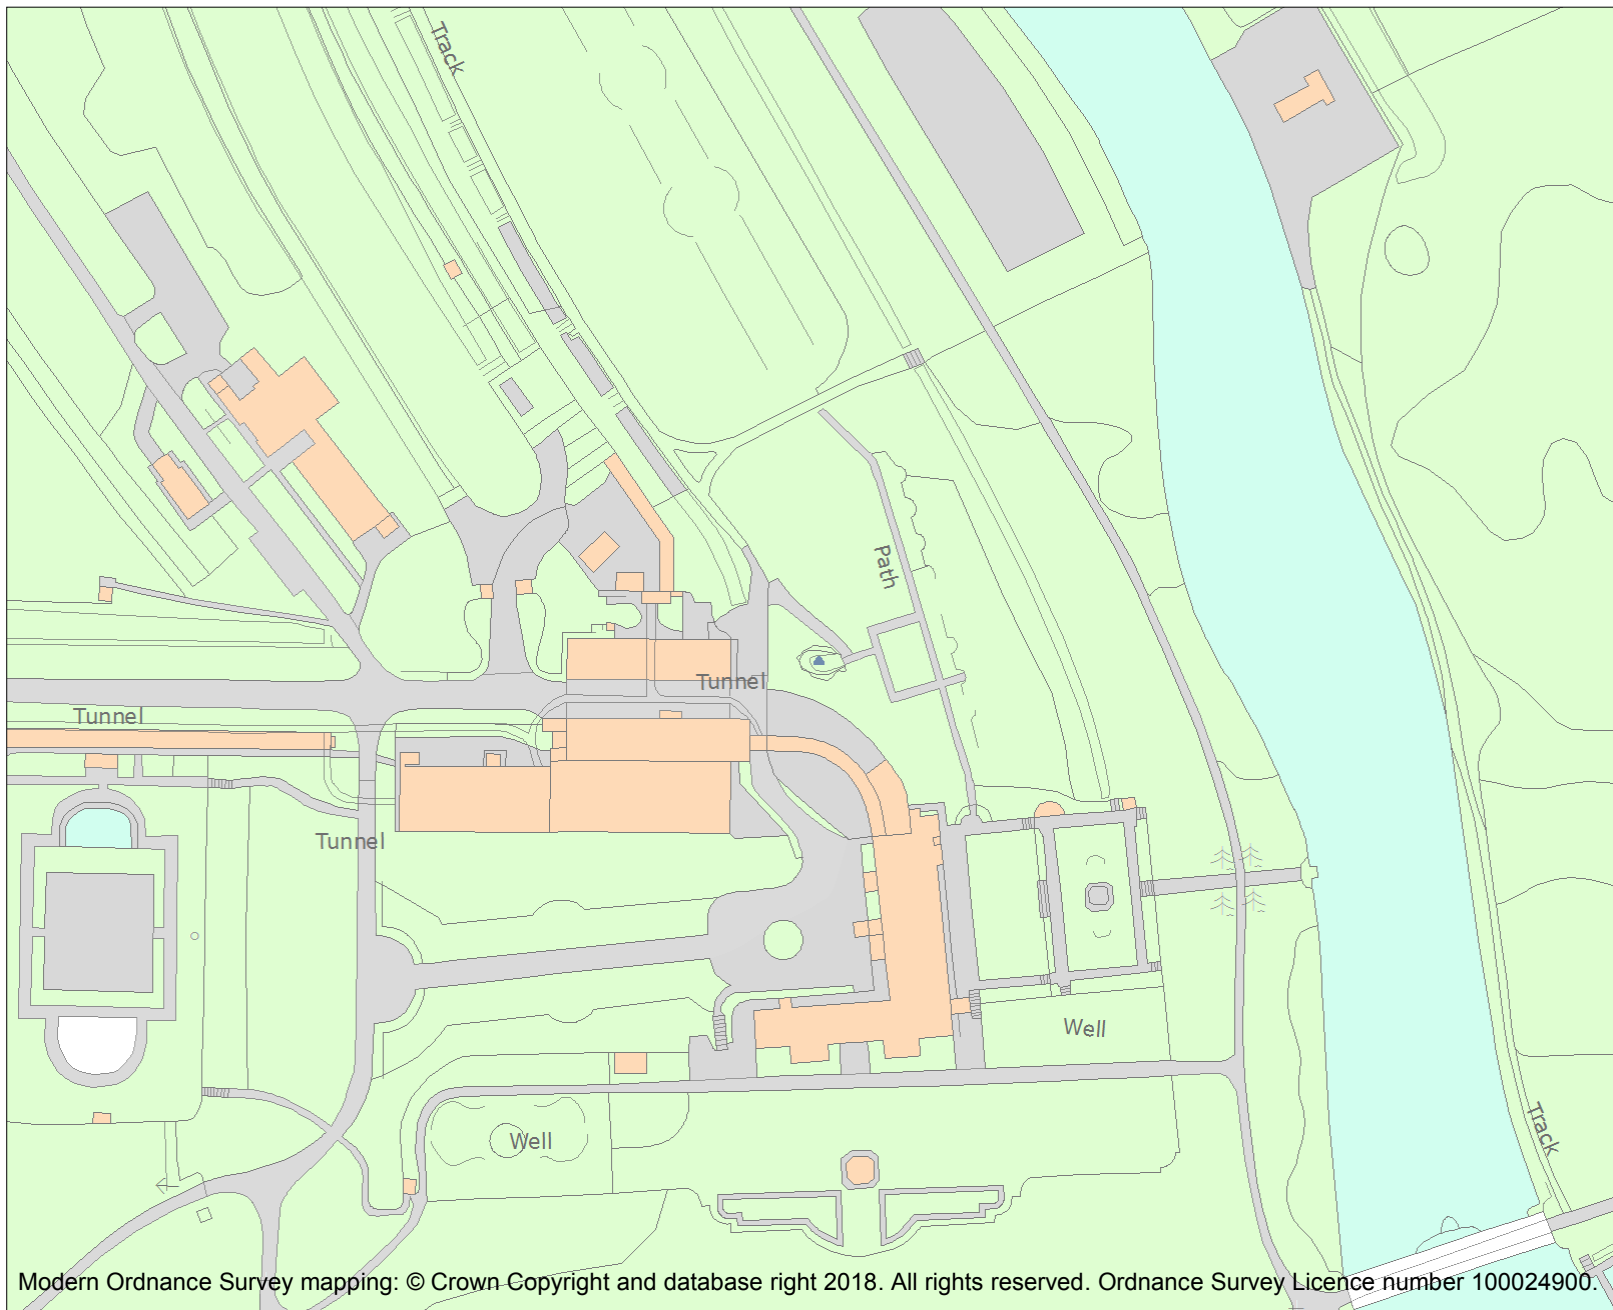 Track
Path
Tunnel
Tunnel
Tunnel
Well
Well
Track
Modern Ordnance Survey mapping: © Crown Copyright and database right 2018. All rights reserved. Ordnance Survey Licence number 100024900.